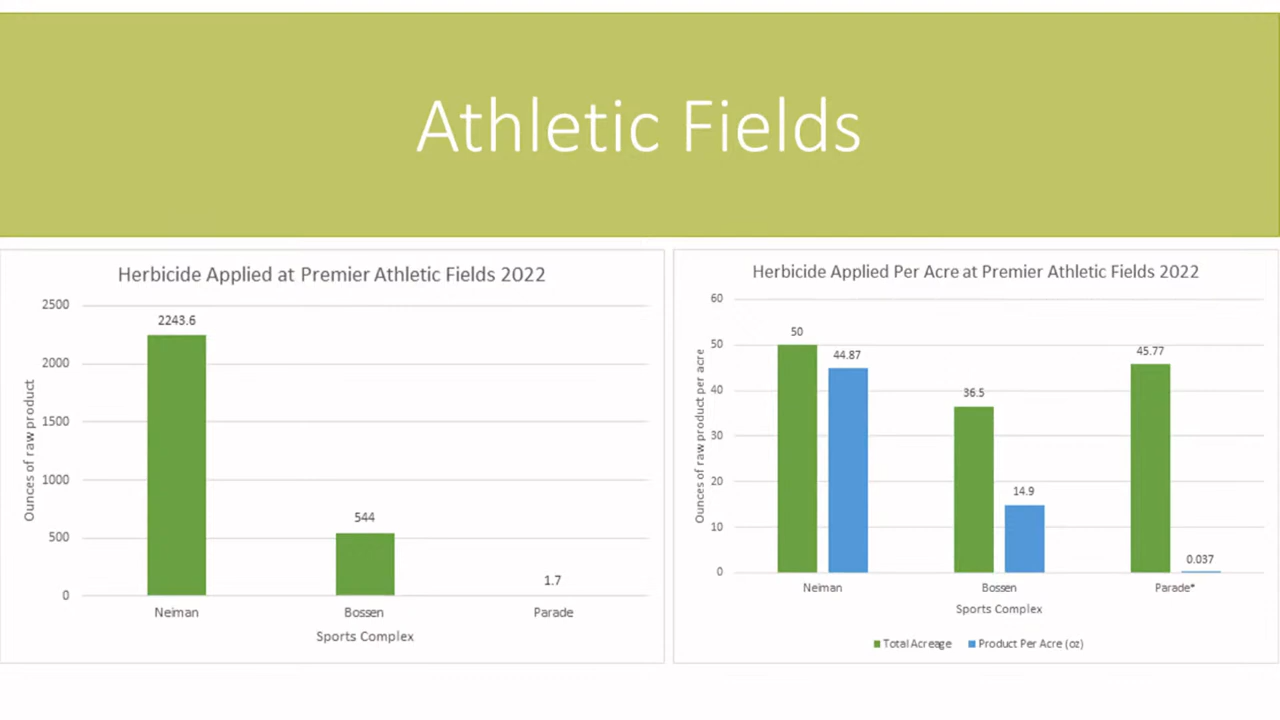 Athletic Fields
Herbicide Applied at Premier Athletic Fields 2022
Ounces of raw product
2500
2000
1500
1000
500
0
2243.6
544
1.7
Neiman
Bossen
Parade
Sports Complex
Herbicide Applied Per Acre at Premier Athletic Fields 2022
Ounces of raw product per acre
60
50
40
30
20
10
0
50
44.87
36.5
14.9
45.77
0.037
Neiman
Bossen
Parade*
Sports Complex
Total Acreage
Product Per Acre (oz)